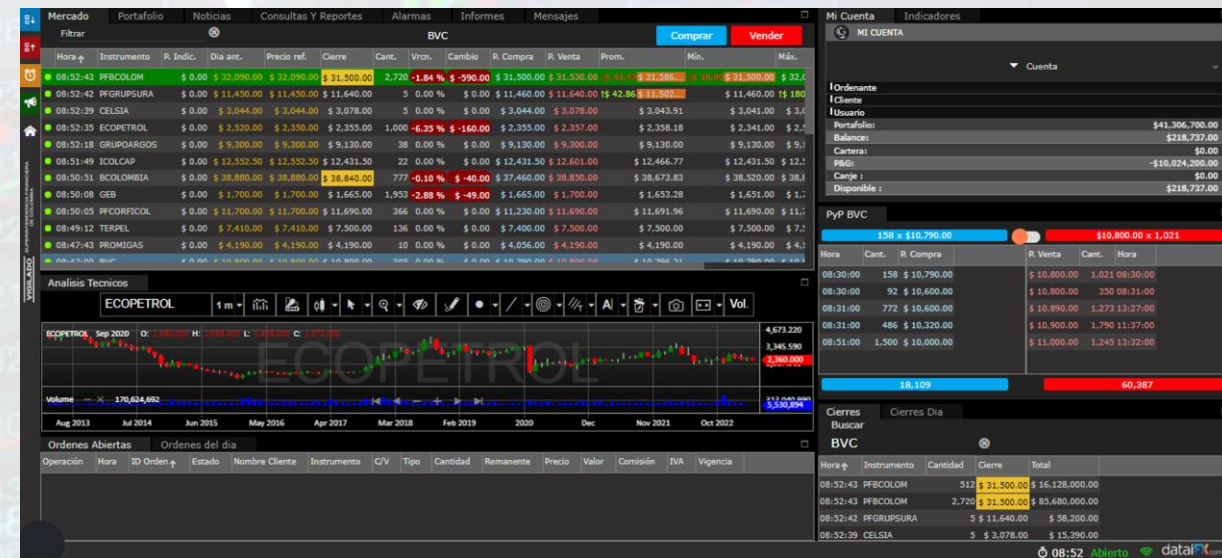 Mercado Portafolio Noticias Consultas Y Reportes Alarmas Informes Mensajes
Filtrar BVC Comprar Vender
Hora Instrumento P. Indic. Dia ant. Precio ref. Cierre Cant. Vrcn. Cambio P. Compra P. Venta Prom. Mín. Máx.
08:52:43 PFBCOLOM $ 0.00 $ 32,090.00 $ 32,090.00 $ 31,500.00 2,720 -1.84 % $ -590.00 $ 31,500.00 $ 31,530.00 $ 31,586... $ 31,500.00
08:52:42 PFGRUPSURA $ 0.00 $ 11,450.00 $ 11,450.00 $ 11,640.00 5 0.00 % $ 0.00 $ 11,460.00 $ 11,640.00 $ 42.86 $ 11,502... $ 11,460.00
08:52:39 CELSIA $ 0.00 $ 3,044.00 $ 3,044.00 $ 3,078.00 5 0.00 % $ 0.00 $ 3,044.00 $ 3,078.00 $ 3,043.91 $ 3,041.00
08:52:35 ECOPETROL $ 0.00 $ 2,520.00 $ 2,350.00 $ 2,355.00 1,000 -6.35 % $ -160.00 $ 2,355.00 $ 2,357.00 $ 2,358.18 $ 2,341.00
08:52:18 GRUPOARGOS $ 0.00 $ 9,300.00 $ 9,300.00 $ 9,130.00 38 0.00 % $ 0.00 $ 9,130.00 $ 9,300.00 $ 9,130.00 $ 9,130.00
08:51:49 ICOLCAP $ 0.00 $ 12,552.50 $ 12,552.50 $ 12,431.50 22 0.00 % $ 0.00 $ 12,431.50 $ 12,601.00 $ 12,466.77 $ 12,431.50
08:50:51 BCOLOMBIA $ 0.00 $ 38,880.00 $ 38,880.00 $ 38,840.00 777 -0.10 % $ -40.00 $ 37,460.00 $ 38,850.00 $ 38,673.83 $ 38,520.00
08:50:08 GEB $ 0.00 $ 1,700.00 $ 1,700.00 $ 1,665.00 1,953 -2.88 % $ -49.00 $ 1,665.00 $ 1,700.00 $ 1,653.28 $ 1,651.00
08:50:05 PFCORFICOL $ 0.00 $ 11,700.00 $ 11,700.00 $ 11,690.00 366 0.00 % $ 0.00 $ 11,230.00 $ 11,690.00 $ 11,691.96 $ 11,690.00
08:49:12 TERPEL $ 0.00 $ 7,410.00 $ 7,410.00 $ 7,500.00 136 0.00 % $ 0.00 $ 7,400.00 $ 7,500.00 $ 7,500.00 $ 7,500.00
08:47:43 PROMIGAS $ 0.00 $ 4,190.00 $ 4,190.00 $ 4,190.00 10 0.00 % $ 0.00 $ 4,056.00 $ 4,190.00 $ 4,190.00 $ 4,190.00
VIGILADO SUPERINTENDENCIA FINANCIERA DE COLOMBIA
Analisis Tecnicos
ECOPETROL 1 m Vol.
ECOPETROL Sep 2020 O: H: L: C:
4,673.220
3,345.590
2,360.000
ECOPETROL
Volume 170,624,692
5,530,894
Aug 2013 Jul 2014 Jun 2015 May 2016 Apr 2017 Mar 2018 Feb 2019 2020 Dec Nov 2021 Oct 2022
Ordenes Abiertas Ordenes del dia
Operación Hora ID Orden Estado Nombre Cliente Instrumento C/V Tipo Cantidad Remanente Precio Valor Comisión IVA Vigencia
Mi Cuenta Indicadores
MI CUENTA
Cuenta
Ordenante
Cliente
Usuario
Portafolio: $41,306,700.00
Balance: $218,737.00
Cartera: $0.00
P&G: -$10,024,200.00
Canje : $0.00
Disponible : $218,737.00
PyP BVC
158 x $10,790.00 $10,800.00 x 1,021
Hora Cant. P. Compra P. Venta Cant. Hora
08:30:00 158 $ 10,790.00 $ 10,800.00 1,021 08:30:00
08:30:00 92 $ 10,600.00 $ 10,800.00 350 08:31:00
08:31:00 772 $ 10,600.00 $ 10,890.00 1,273 13:27:00
08:31:00 486 $ 10,320.00 $ 10,900.00 1,790 11:37:00
08:51:00 1,500 $ 10,000.00 $ 11,000.00 1,245 13:32:00
18,109 60,387
Cierres Cierres Dia
Buscar
BVC
Hora Instrumento Cantidad Cierre Total
08:52:43 PFBCOLOM 512 $ 31,500.00 $ 16,128,000.00
08:52:43 PFBCOLOM 2,720 $ 31,500.00 $ 85,680,000.00
08:52:42 PFGRUPSURA 5 $ 11,640.00 $ 58,200.00
08:52:39 CELSIA 5 $ 3,078.00 $ 15,390.00
08:52 Abierto dataiFX.com